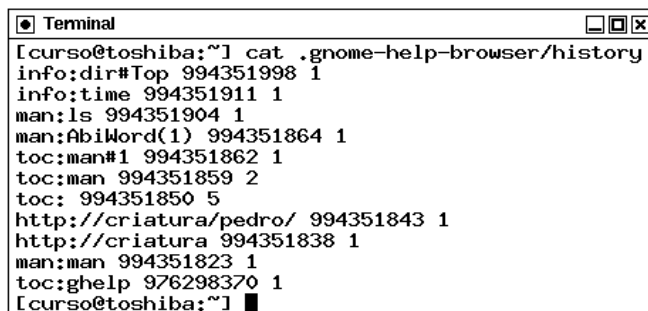 Terminal
[curso@toshiba:~] cat .gnome-help-browser/history
info:dir#Top 994351998 1
info:time 994351911 1
man:ls 994351904 1
man:AbiWord(1) 994351864 1
toc:man#1 994351862 1
toc:man 994351859 2
toc: 994351850 5
http://criatura/pedro/ 994351843 1
http://criatura 994351838 1
man:man 994351823 1
toc:ghelp 976298370 1
[curso@toshiba:~]